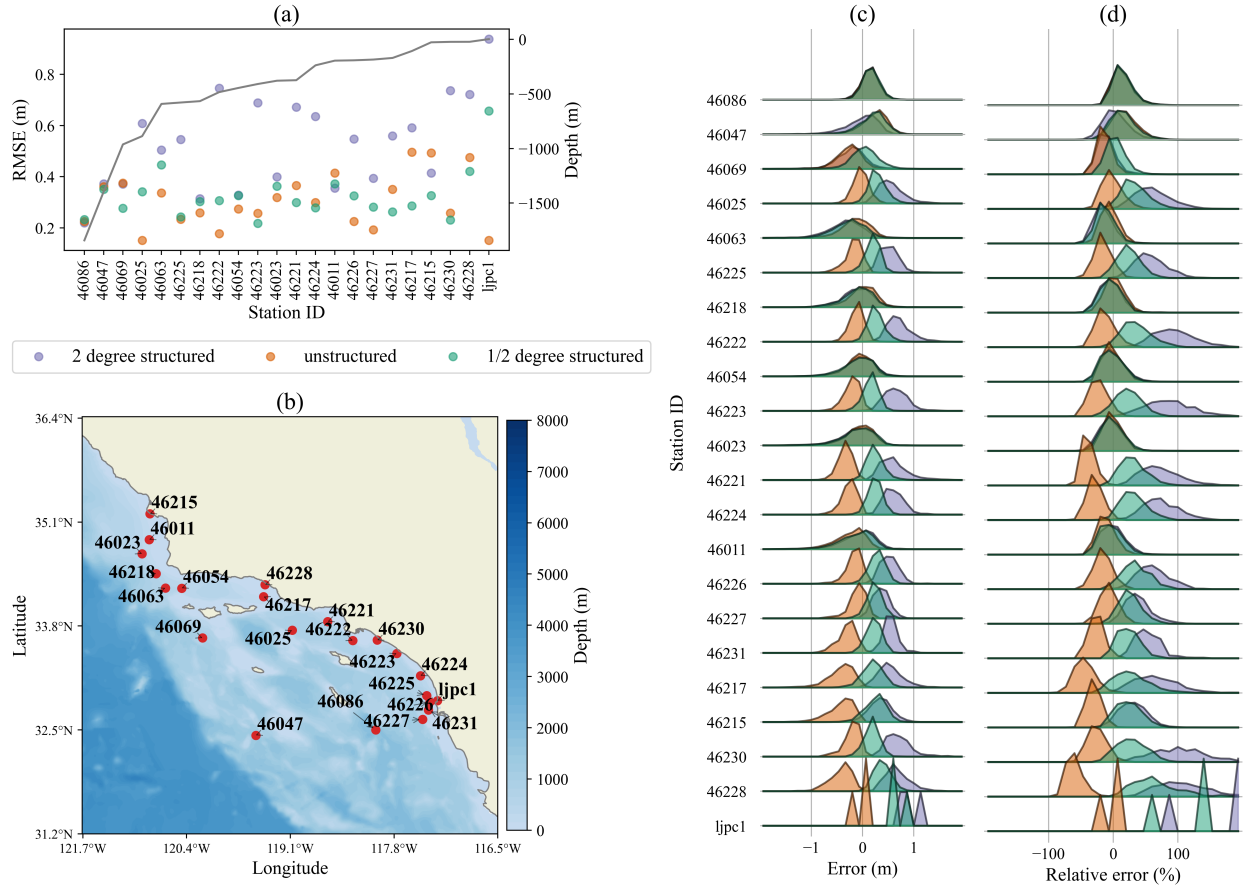 (a)
RMSE (m)
0.8
0.6
0.4
0.2
0
−500
−1000
−1500
Depth (m)
46086
46047
46069
46025
46063
46225
46218
46222
46054
46223
46023
46221
46224
46011
46226
46227
46231
46217
46215
46230
46228
ljpc1
Station ID
2 degree structured
unstructured
1/2 degree structured
(b)
36.4°N
35.1°N
33.8°N
32.5°N
31.2°N
Latitude
46215
46011
46023
46218
46054
46063
46228
46217
46069
46025
46221
46222
46230
46223
46224
46225
ljpc1
46086
46226
46227
46231
46047
121.7°W
120.4°W
119.1°W
117.8°W
116.5°W
Longitude
8000
7000
6000
5000
4000
3000
2000
1000
0
Depth (m)
(c)
(d)
Station ID
46086
46047
46069
46025
46063
46225
46218
46222
46054
46223
46023
46221
46224
46011
46226
46227
46231
46217
46215
46230
46228
ljpc1
−1
0
1
Error (m)
−100
0
100
Relative error (%)